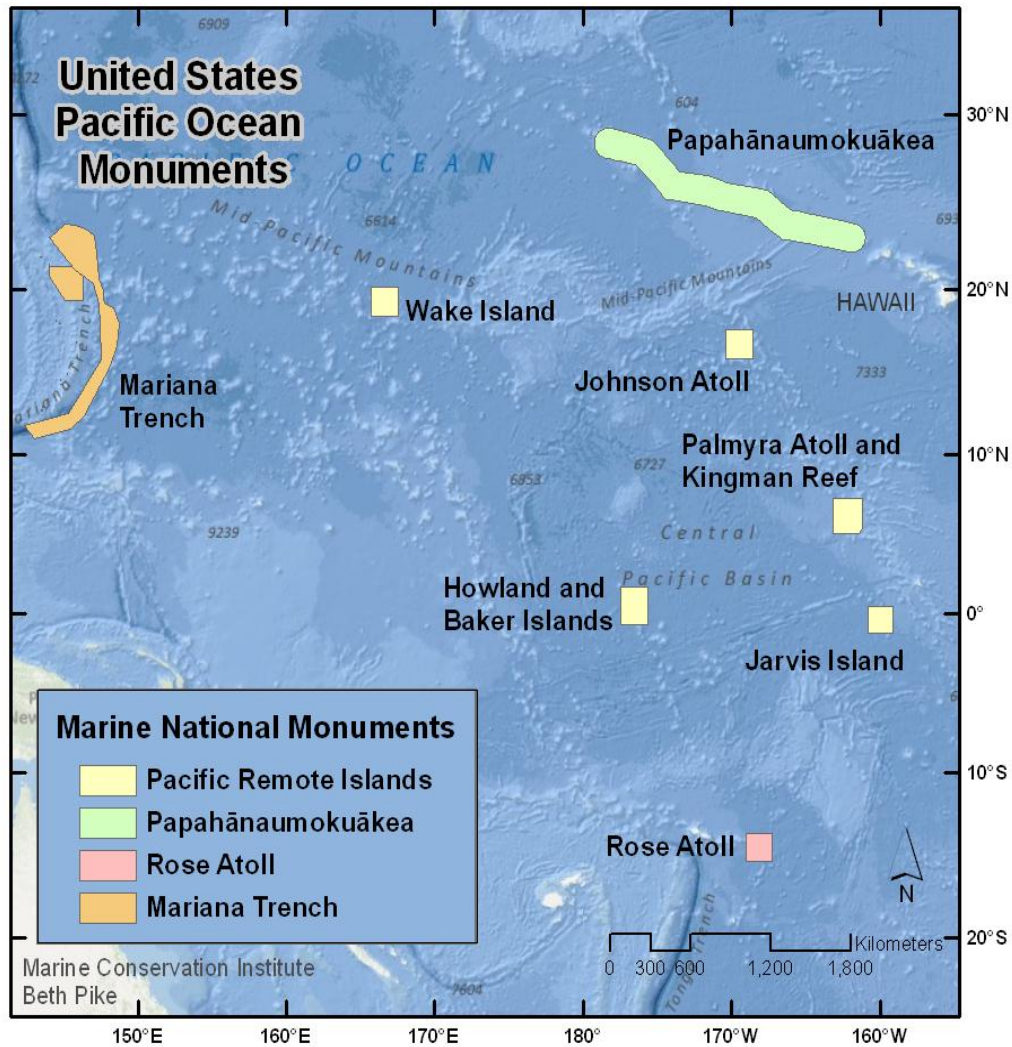 United States
Pacific Ocean
Monuments
6909
OCEAN
604
Papahānaumokuākea
Mid-Pacific Mountains
6614
Wake Island
Mid-Pacific Mountains
HAWAII
Johnson Atoll
7333
Mariana
Trench
Palmyra Atoll and
Kingman Reef
6727
6853
9239
Central
Pacific Basin
Howland and
Baker Islands
Jarvis Island
Marine National Monuments
Pacific Remote Islands
Papahānaumokuākea
Rose Atoll
Mariana Trench
Rose Atoll
N
Kilometers
0 300 600 1,200 1,800
Marine Conservation Institute
Beth Pike
7604
30°N
20°N
10°N
0°
10°S
20°S
150°E 160°E 170°E 180° 170°W 160°W